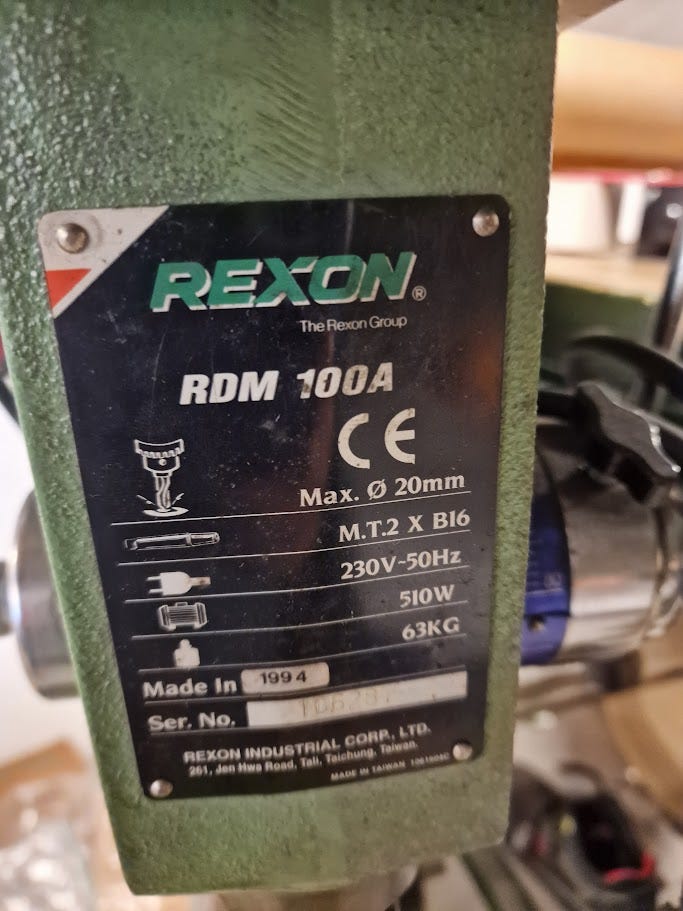 REXON®
The Rexon Group
RDM 100A
CE
Max. Ø 20mm
M.T.2 X B16
230V~50Hz
510W
63KG
Made In 1994
Ser. No.
REXON INDUSTRIAL CORP., LTD.
261, Jen Hwa Road, Tali, Taichung, Taiwan.
MADE IN TAIWAN